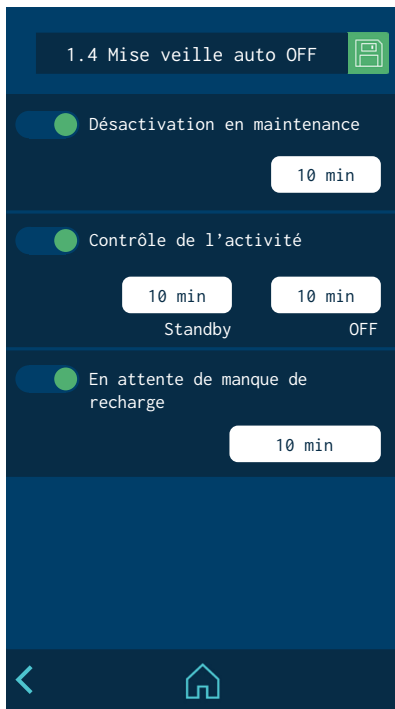 1.4 Mise veille auto OFF
Désactivation en maintenance
10 min
Contrôle de l’activité
10 min 10 min
Standby OFF
En attente de manque de
recharge
10 min